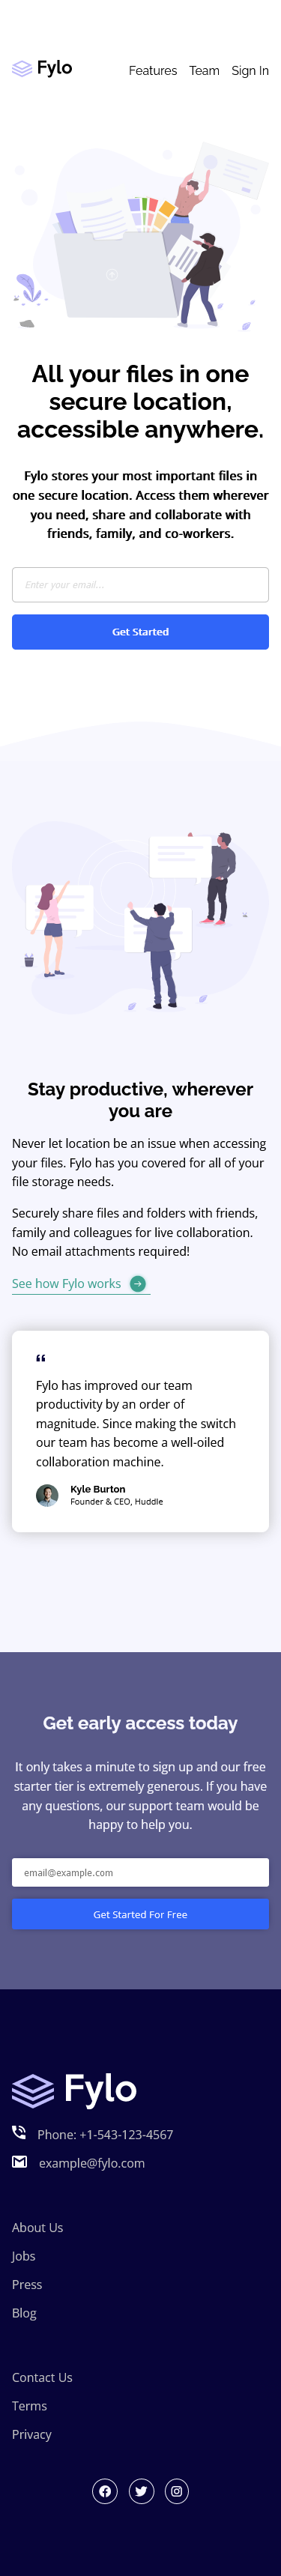 Fylo
Features Team Sign In
All your files in one
secure location,
accessible anywhere.
Fylo stores your most important files in
one secure location. Access them wherever
you need, share and collaborate with
friends, family, and co-workers.
Enter your email...
Get Started
Stay productive, wherever
you are
Never let location be an issue when accessing
your files. Fylo has you covered for all of your
file storage needs.
Securely share files and folders with friends,
family and colleagues for live collaboration.
No email attachments required!
See how Fylo works
“
Fylo has improved our team
productivity by an order of
magnitude. Since making the switch
our team has become a well-oiled
collaboration machine.
Kyle Burton
Founder & CEO, Huddle
Get early access today
It only takes a minute to sign up and our free
starter tier is extremely generous. If you have
any questions, our support team would be
happy to help you.
email@example.com
Get Started For Free
Fylo
Phone: +1-543-123-4567
example@fylo.com
About Us
Jobs
Press
Blog
Contact Us
Terms
Privacy